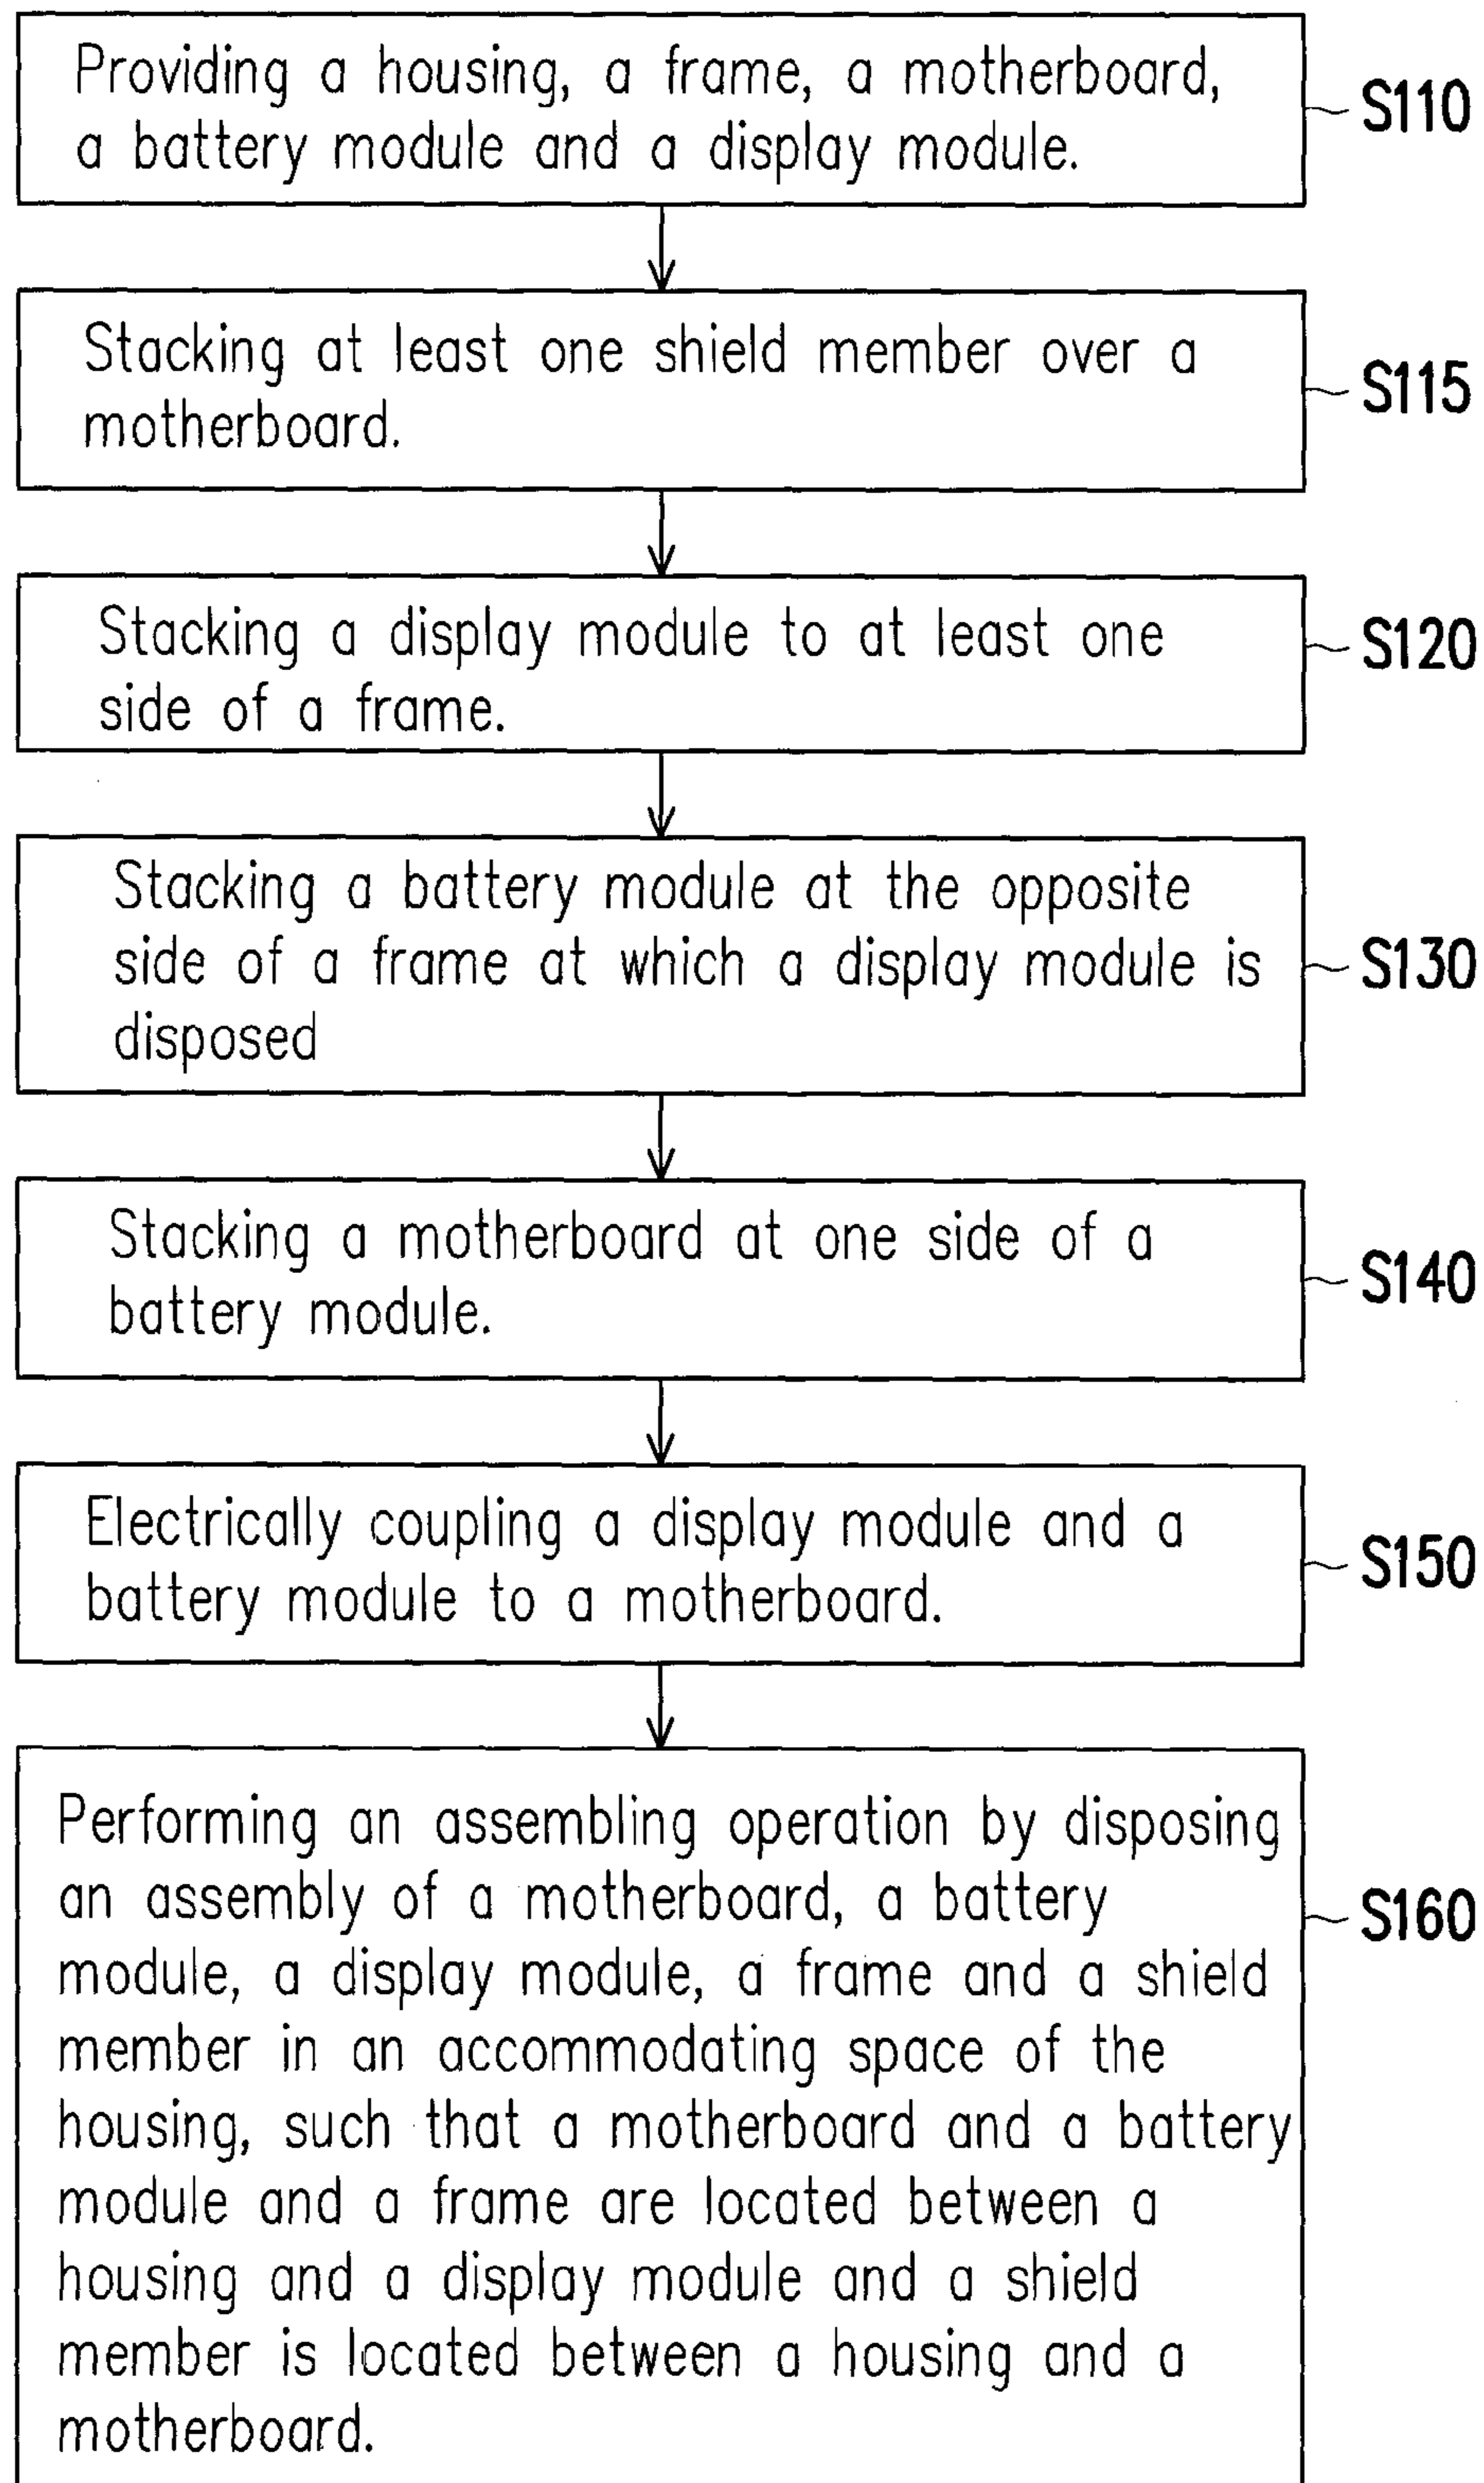 Providing a housing, a frame, a motherboard,
a battery module and a display module.
S110
Stacking at least one shield member over a
motherboard.
S115
Stacking a display module to at least one
side of a frame.
S120
Stacking a battery module at the opposite
side of a frame at which a display module is
disposed
S130
Stacking a motherboard at one side of a
battery module.
S140
Electrically coupling a display module and a
battery module to a motherboard.
S150
Performing an assembling operation by disposing
an assembly of a motherboard, a battery
module, a display module, a frame and a shield
member in an accommodating space of the
housing, such that a motherboard and a battery
module and a frame are located between a
housing and a display module and a shield
member is located between a housing and a
motherboard.
S160